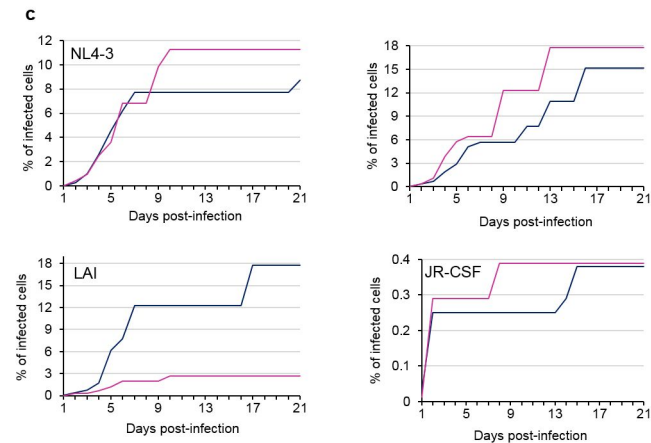 c
NL4-3
% of infected cells
12
10
8
6
4
2
0
1 5 9 13 17 21
Days post-infection
% of infected cells
18
15
12
9
6
3
0
1 5 9 13 17 21
Days post-infection
LAI
% of infected cells
18
15
12
9
6
3
0
1 5 9 13 17 21
Days post-infection
JR-CSF
% of infected cells
0.4
0.3
0.2
0.1
0
1 5 9 13 17 21
Days post-infection